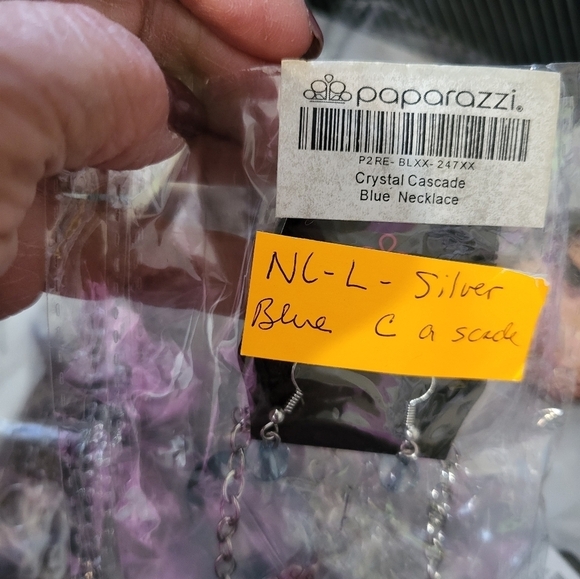 paparazzi®
P2RE-BLXX-247XX
Crystal Cascade
Blue Necklace
NC-L- Silver
Blue Cascade